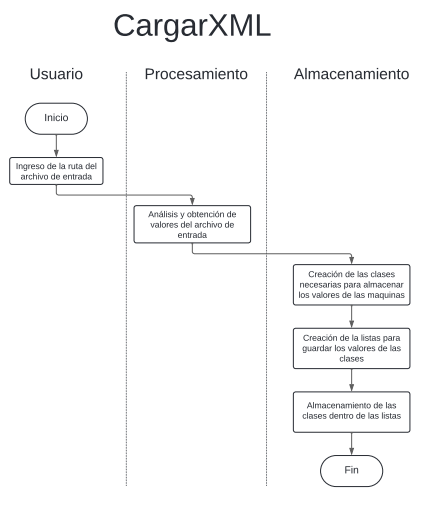 CargarXML
Usuario
Procesamiento
Almacenamiento
Inicio
Ingreso de la ruta del
archivo de entrada
Análisis y obtención de
valores del archivo de
entrada
Creación de las clases
necesarias para almacenar
los valores de las maquinas
Creación de la listas para
guardar los valores de las
clases
Almacenamiento de las
clases dentro de las listas
Fin